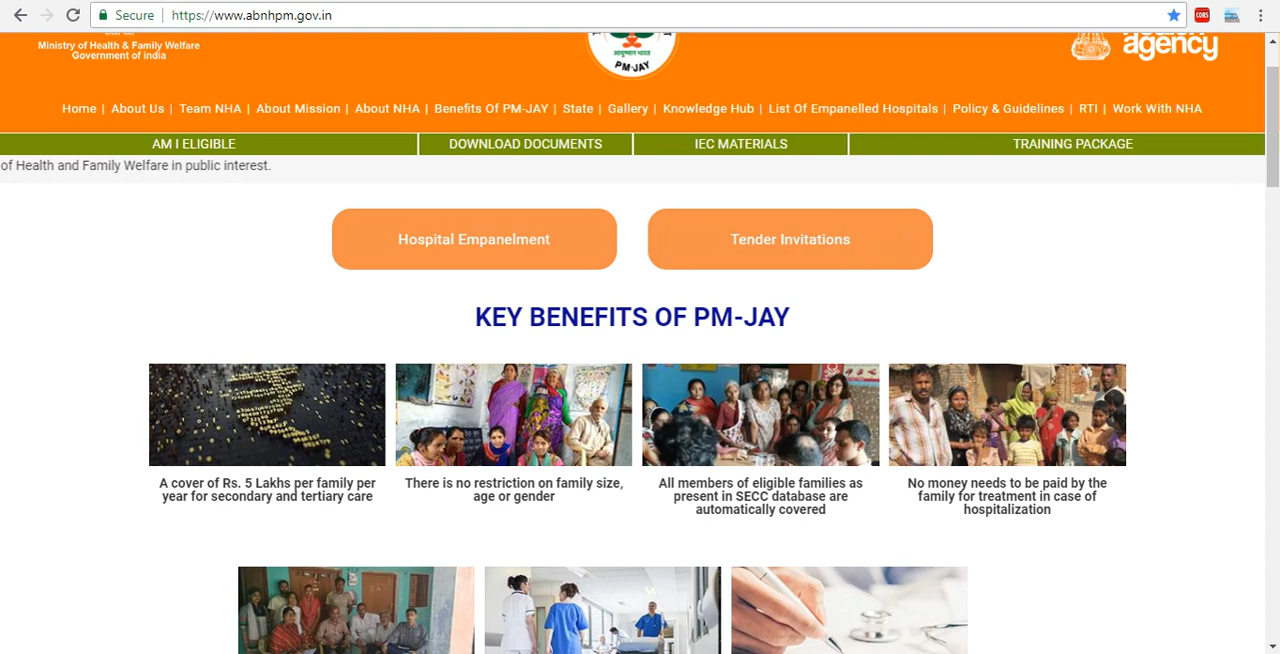 Secure | https://www.abnhpm.gov.in
Ministry of Health & Family Welfare
Government of India
आयुष्मान भारत
PM-JAY
agency
Home | About Us | Team NHA | About Mission | About NHA | Benefits Of PM-JAY | State | Gallery | Knowledge Hub | List Of Empanelled Hospitals | Policy & Guidelines | RTI | Work With NHA
AM I ELIGIBLE DOWNLOAD DOCUMENTS IEC MATERIALS TRAINING PACKAGE
of Health and Family Welfare in public interest.
Hospital Empanelment Tender Invitations
KEY BENEFITS OF PM-JAY
A cover of Rs. 5 Lakhs per family per
year for secondary and tertiary care
There is no restriction on family size,
age or gender
All members of eligible families as
present in SECC database are
automatically covered
No money needs to be paid by the
family for treatment in case of
hospitalization